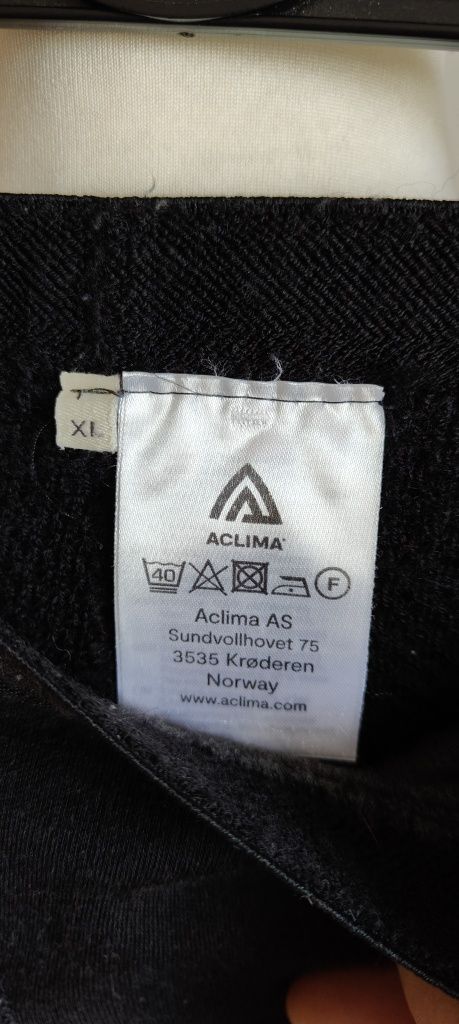 XL
ACLIMA
40
F
Aclima AS
Sundvollhovet 75
3535 Krøderen
Norway
www.aclima.com